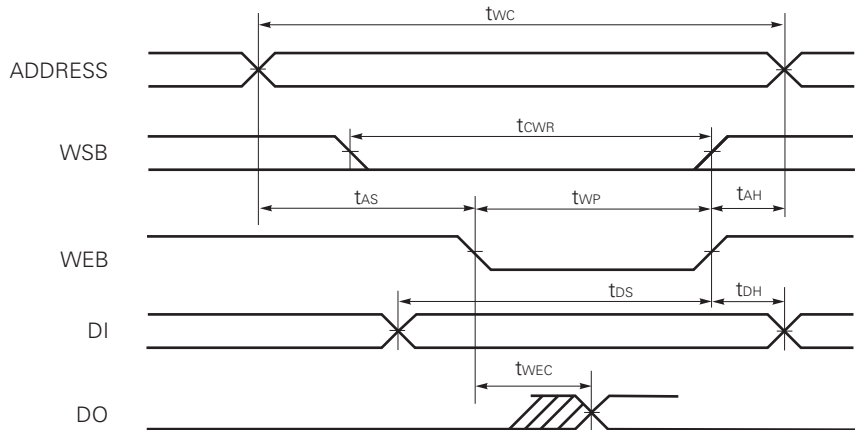 tWC
ADDRESS
tCWR
WSB
tAS tWP tAH
WEB
tDS tDH
DI
tWEC
DO